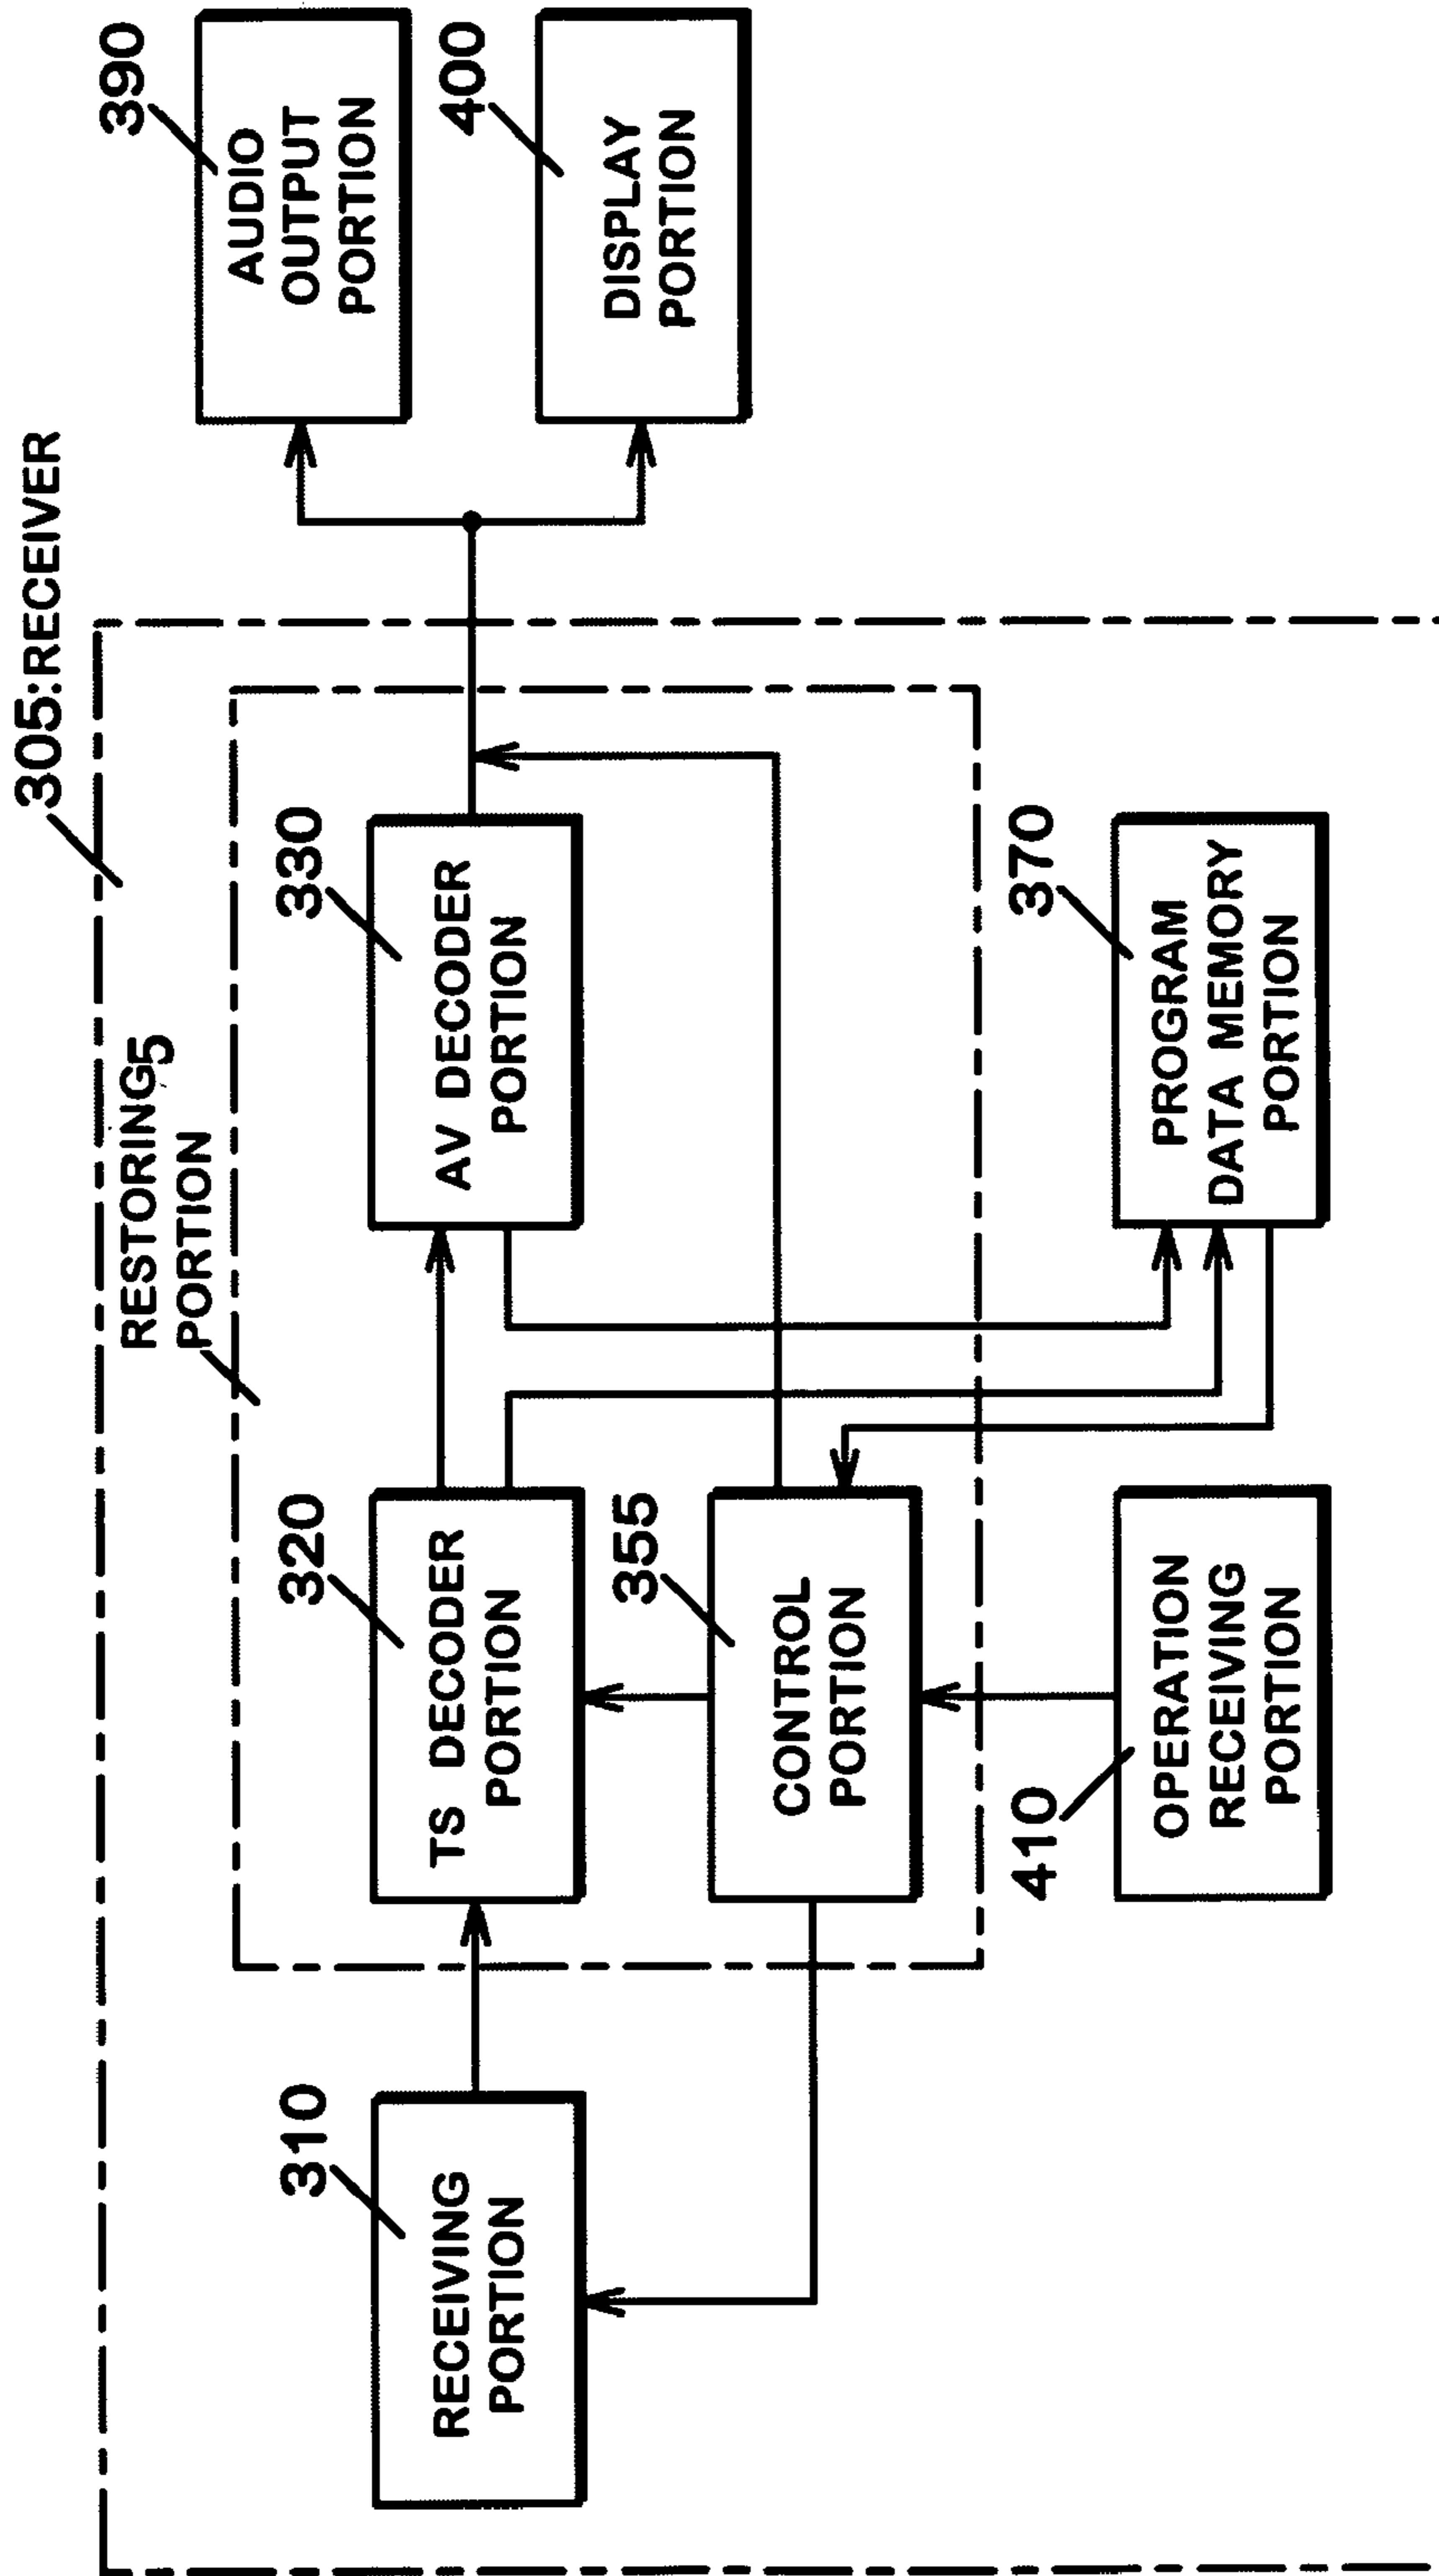 305:RECEIVER
RESTORING 5
PORTION
310
RECEIVING
PORTION
320
TS DECODER
PORTION
330
AV DECODER
PORTION
390
AUDIO
OUTPUT
PORTION
400
DISPLAY
PORTION
355
CONTROL
PORTION
410
OPERATION
RECEIVING
PORTION
370
PROGRAM
DATA MEMORY
PORTION